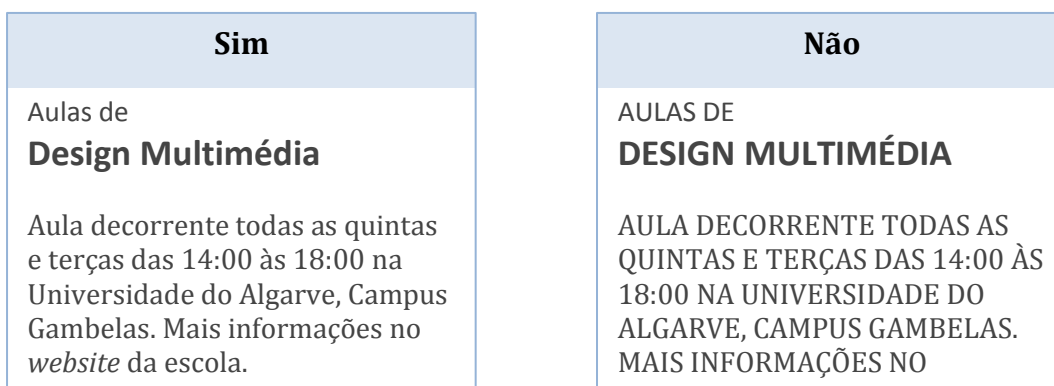 Sim
Aulas de
Design Multimédia
Aula decorrente todas as quintas
e terças das 14:00 às 18:00 na
Universidade do Algarve, Campus
Gambelas. Mais informações no
website da escola.
Não
AULAS DE
DESIGN MULTIMÉDIA
AULA DECORRENTE TODAS AS
QUINTAS E TERÇAS DAS 14:00 ÀS
18:00 NA UNIVERSIDADE DO
ALGARVE, CAMPUS GAMBELAS.
MAIS INFORMAÇÕES NO